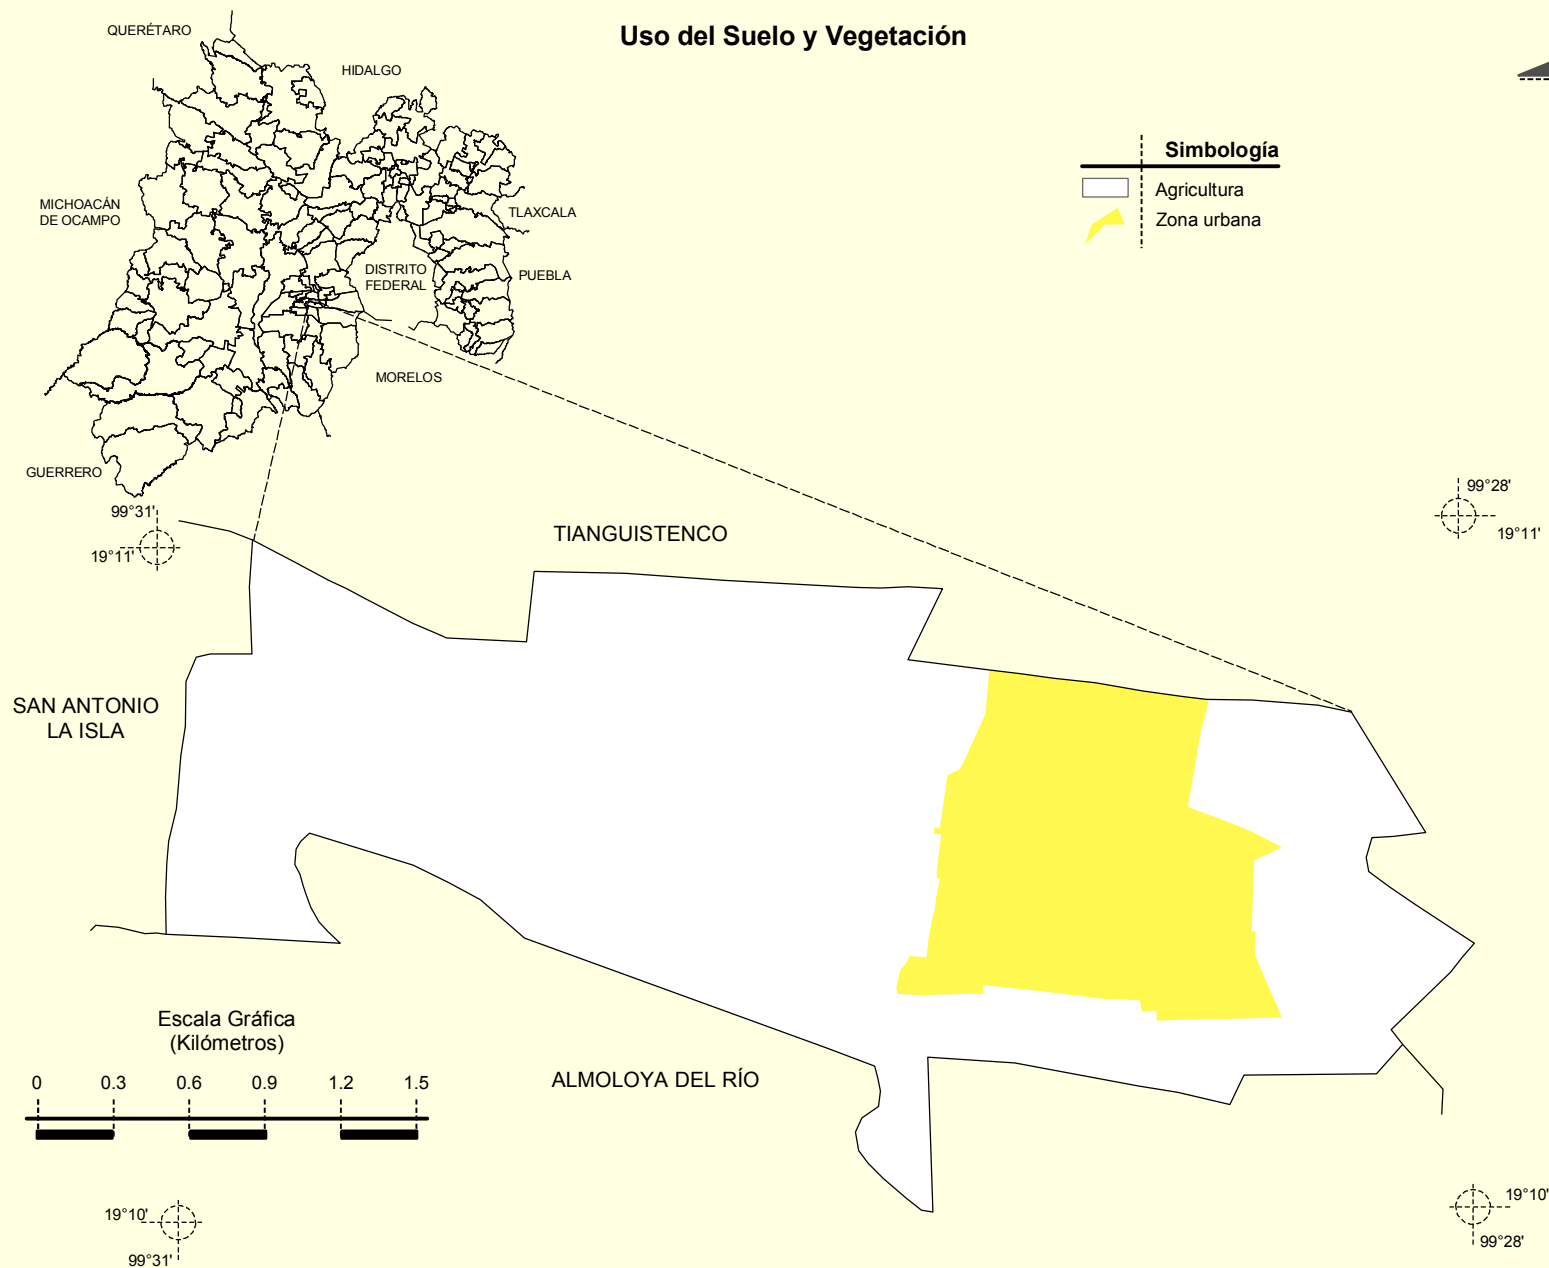 Uso del Suelo y Vegetación
QUERÉTARO
HIDALGO
MICHOACÁN
DE OCAMPO
TLAXCALA
DISTRITO
FEDERAL
PUEBLA
MORELOS
GUERRERO
Simbología
Agricultura
Zona urbana
99°31'
19°11'
99°28'
19°11'
TIANGUISTENCO
SAN ANTONIO
LA ISLA
ALMOLOYA DEL RÍO
Escala Gráfica
(Kilómetros)
0 0.3 0.6 0.9 1.2 1.5
19°10'
99°31'
19°10'
99°28'